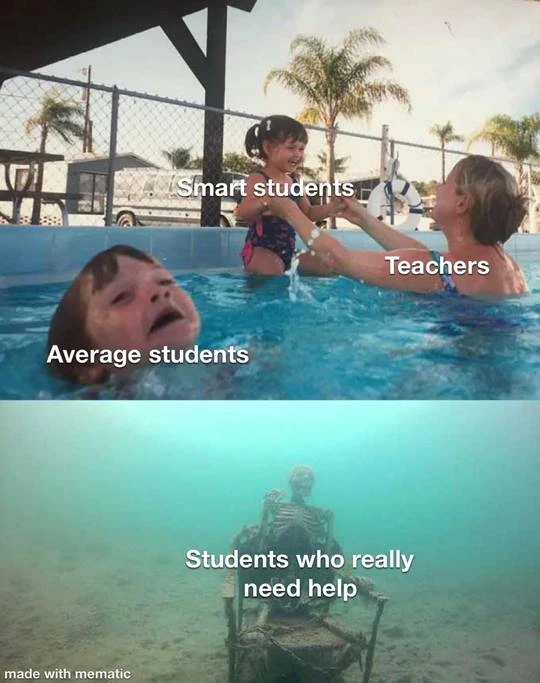 Smart students
Teachers
Average students
Students who really
need help
made with mematic